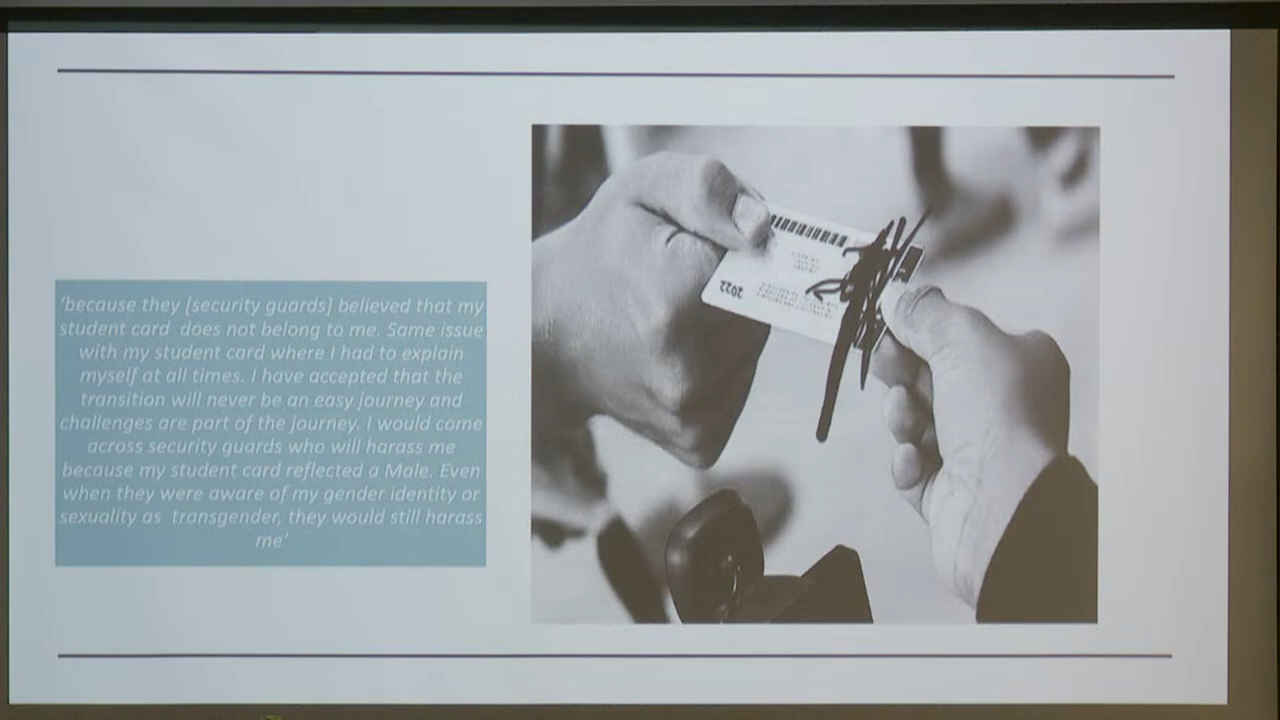 ‘because they [security guards] believed that my
student card does not belong to me. Same issue
with my student card where I had to explain
myself at all times. I have accepted that the
transition will never be an easy journey and
challenges are part of the journey. I would come
across security guards who will harass me
because my student card reflected a Male. Even
when they were aware of my gender identity or
sexuality as transgender, they would still harass
me’
2022